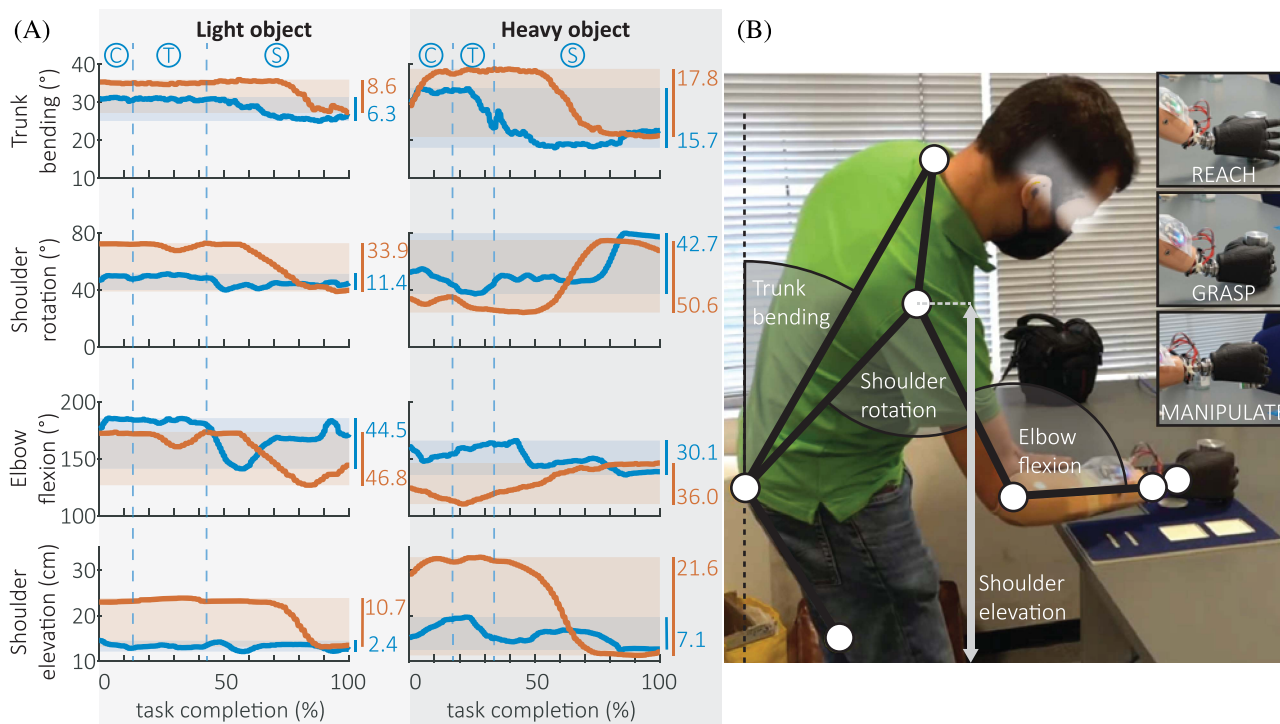 (A)
Light object
Heavy object
C
T
S
C
T
S
Trunk
bending (°)
40
30
20
10
8.6
6.3
17.8
15.7
Shoulder
rotation (°)
80
40
0
33.9
11.4
42.7
50.6
Elbow
flexion (°)
200
150
100
44.5
46.8
30.1
36.0
Shoulder
elevation (cm)
30
20
10
10.7
2.4
21.6
7.1
0
50
100
0
50
100
task completion (%)
task completion (%)
(B)
REACH
GRASP
MANIPULATE
Trunk
bending
Shoulder
rotation
Elbow
flexion
Shoulder
elevation